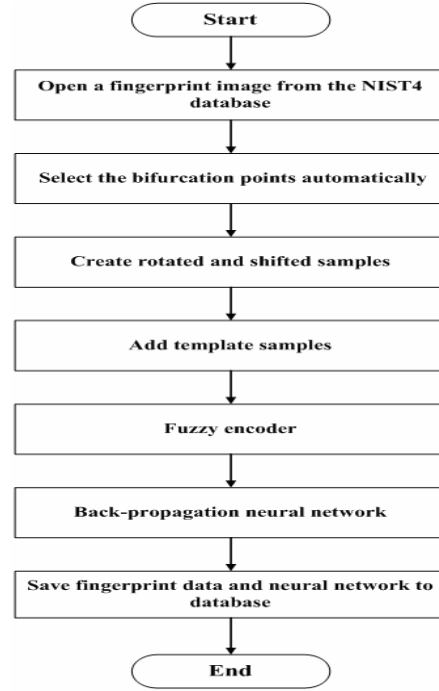 Start
Open a fingerprint image from the NIST4
database
Select the bifurcation points automatically
Create rotated and shifted samples
Add template samples
Fuzzy encoder
Back-propagation neural network
Save fingerprint data and neural network to
database
End